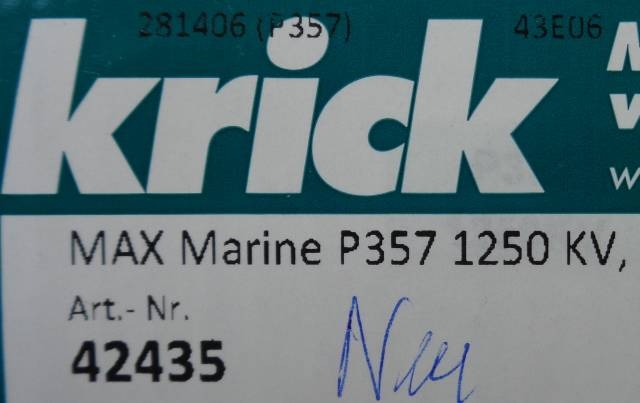 281406 (P357) 43E06
krick
w
MAX Marine P357 1250 KV,
Art.- Nr.
42435
Neu